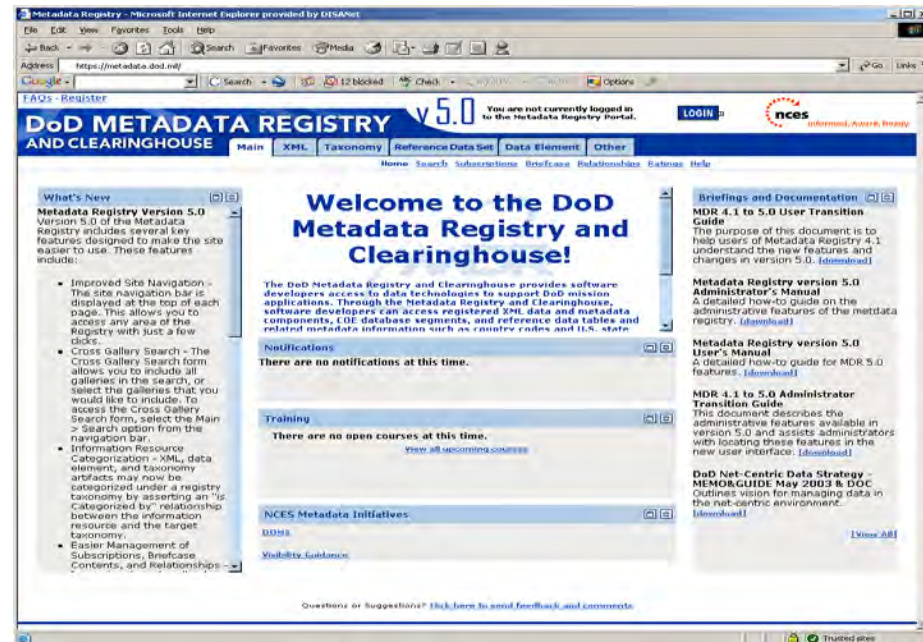 Metadata Registry - Microsoft Internet Explorer provided by DISANet
File Edit View Favorites Tools Help
Back Search Favorites Media
Address https://metadata.dod.mil/ Go Links
Google - Search 12 blocked Check Options
FAQs - Register
DoD METADATA REGISTRY
AND CLEARINGHOUSE
v 5.0
You are not currently logged in
to the Metadata Registry Portal.
LOGIN
nces
Informed, Aware, Ready
Main XML Taxonomy Reference Data Set Data Element Other
Home Search Subscriptions Briefcase Relationships Ratings Help
What's New
Metadata Registry Version 5.0
Version 5.0 of the Metadata
Registry includes several key
features designed to make the site
easier to use. These features
include:
• Improved Site Navigation -
The site navigation bar is
displayed at the top of each
page. This allows you to
access any area of the
Registry with just a few
clicks.
• Cross Gallery Search - The
Cross Gallery Search form
allows you to include all
galleries in the search, or
select the galleries that you
would like to include. To
access the Cross Gallery
Search form, select the Main
> Search option from the
navigation bar.
• Information Resource
Categorization - XML, data
element, and taxonomy
artifacts may now be
categorized under a registry
taxonomy by asserting an "is
Categorized by" relationship
between the information
resource and the target
taxonomy.
• Easier Management of
Subscriptions, Briefcase
Contents, and Relationships -
Welcome to the DoD
Metadata Registry and
Clearinghouse!
The DoD Metadata Registry and Clearinghouse provides software
developers access to data technologies to support DoD mission
applications. Through the Metadata Registry and Clearinghouse,
software developers can access registered XML data and metadata
components, COE database segments, and reference data tables and
related metadata information such as country codes and U.S. state
Notifications
There are no notifications at this time.
Training
There are no open courses at this time.
View all upcoming courses
NCES Metadata Initiatives
DDMS
Visibility Guidance
Briefings and Documentation
MDR 4.1 to 5.0 User Transition
Guide
The purpose of this document is to
help users of Metadata Registry 4.1
understand the new features and
changes in version 5.0. [download]
Metadata Registry version 5.0
Administrator's Manual
A detailed how-to guide on the
administrative features of the metdata
registry. [download]
Metadata Registry version 5.0
User's Manual
A detailed how-to guide for MDR 5.0
features. [download]
MDR 4.1 to 5.0 Administrator
Transition Guide
This document describes the
administrative features available in
version 5.0 and assists administrators
with locating these features in the
new user interface. [download]
DoD Net-Centric Data Strategy -
MEMO&GUIDE May 2003 & DOC
Outlines vision for managing data in
the net-centric environment.
[download]
[View All]
Questions or Suggestions? Click here to send feedback and comments
Trusted sites